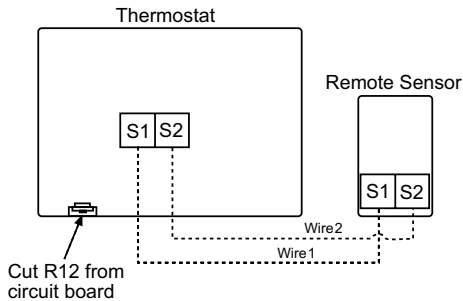 Thermostat
Remote Sensor
S1 S2
S1 S2
Wire2
Wire1
Cut R12 from
circuit board